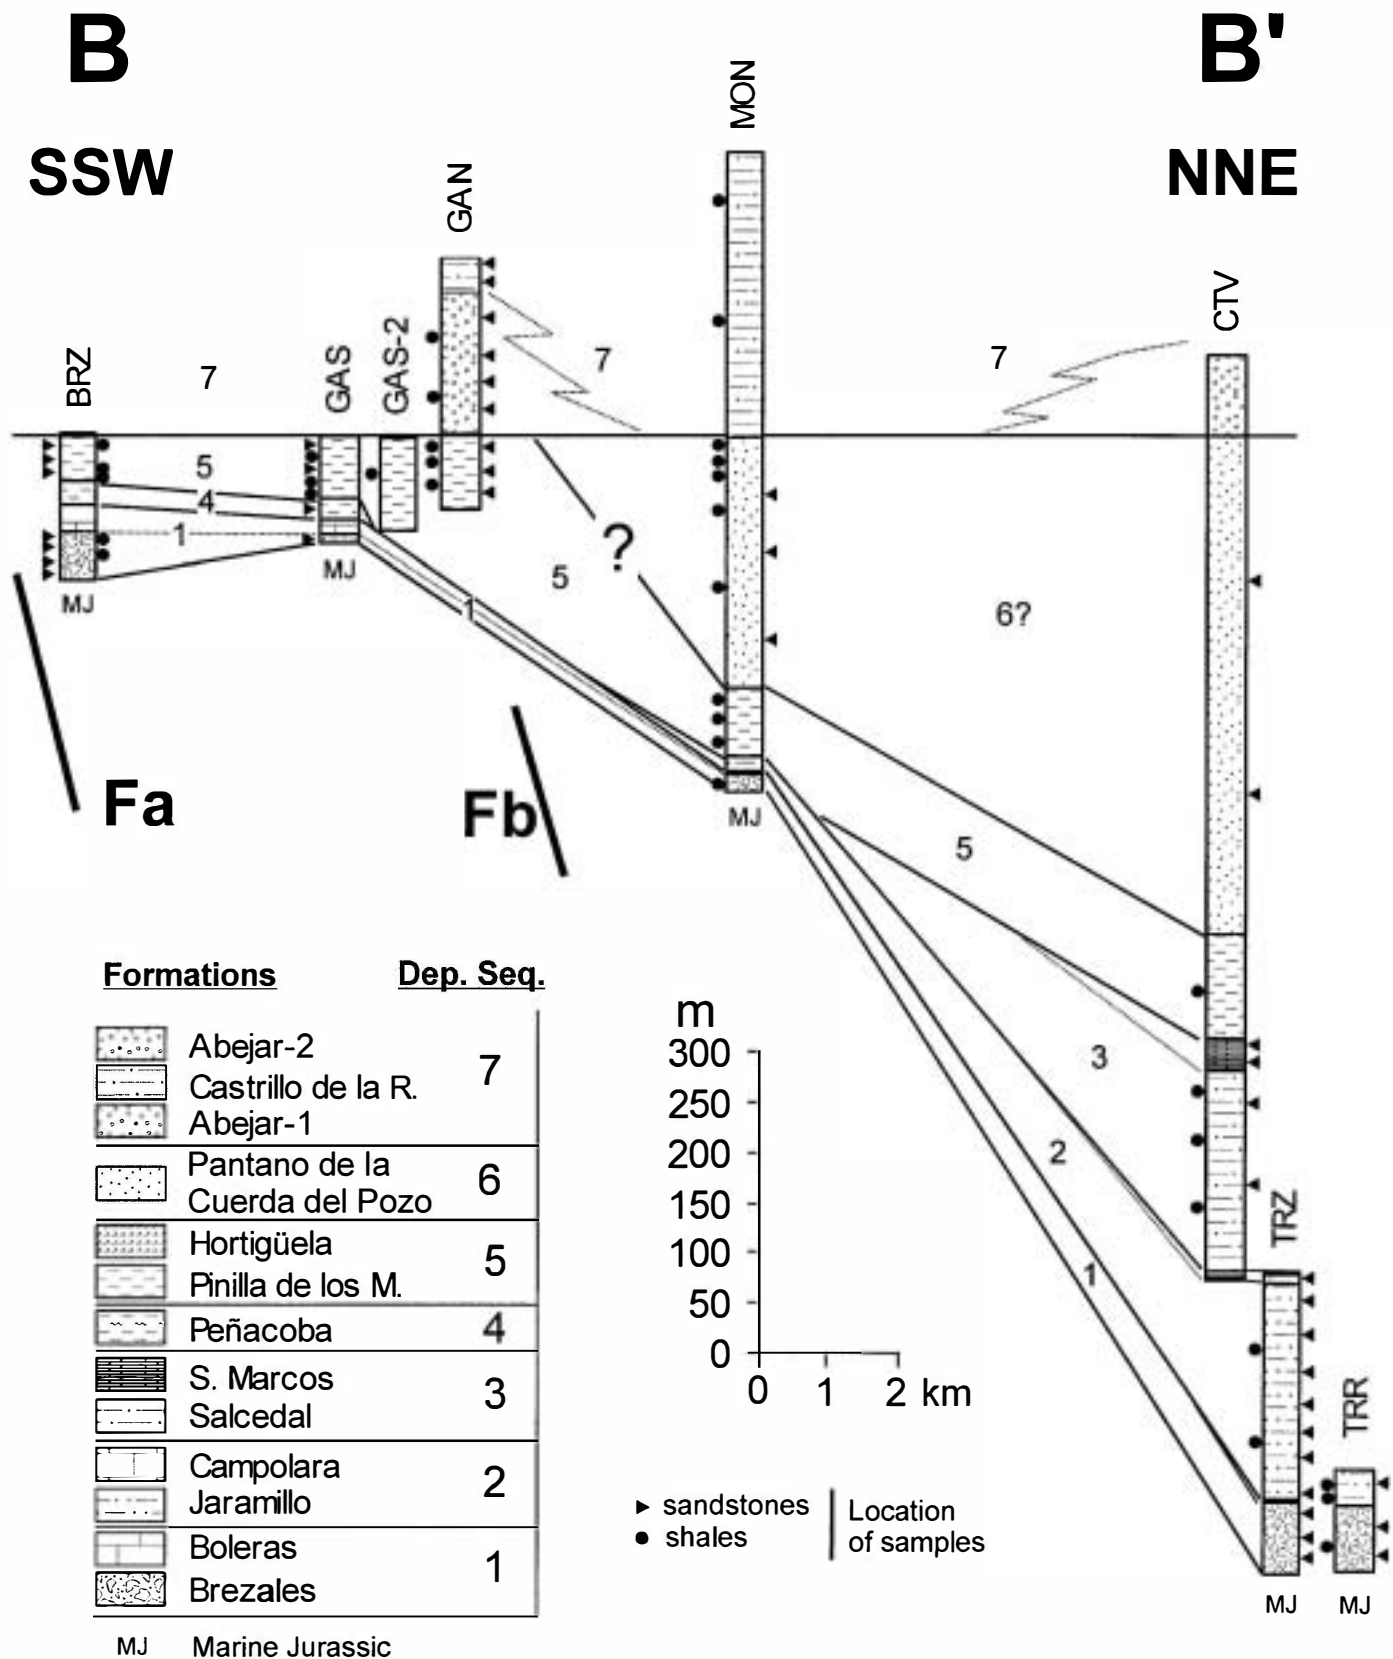 B
B'
SSW
NNE
MON
GAN
CTV
BRZ
GAS
GAS-2
7
7
7
5
4
1
MJ
MJ
?
5
1
6?
Fa
Fb
MJ
5
3
2
1
TRZ
TRR
MJ
MJ
Formations Dep. Seq.
Abejar-2
Castrillo de la R. 7
Abejar-1
Pantano de la
Cuerda del Pozo 6
Hortigüela
Pinilla de los M. 5
Peñacoba 4
S. Marcos
Salcedal 3
Campolara
Jaramillo 2
Boleras
Brezales 1
MJ Marine Jurassic
m
300
250
200
150
100
50
0
0 1 2 km
sandstones
shales
Location
of samples